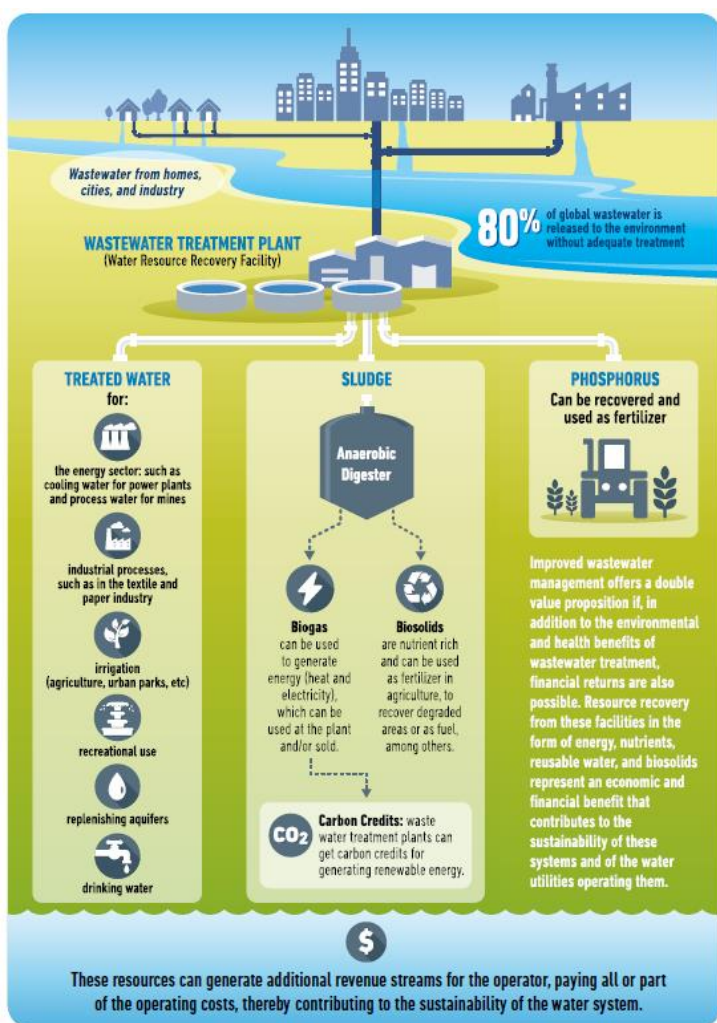 Wastewater from homes,
cities, and industry
80%
of global wastewater is
released to the environment
without adequate treatment
WASTEWATER TREATMENT PLANT
(Water Resource Recovery Facility)
TREATED WATER
for:
the energy sector: such as
cooling water for power plants
and process water for mines
industrial processes,
such as in the textile and
paper industry
irrigation
(agriculture, urban parks, etc)
recreational use
replenishing aquifers
drinking water
SLUDGE
Anaerobic
Digester
Biogas
can be used
to generate
energy (heat and
electricity),
which can be
used at the plant
and/or sold.
Biosolids
are nutrient rich
and can be used
as fertilizer in
agriculture, to
recover degraded
areas or as fuel,
among others.
CO2
Carbon Credits: waste
water treatment plants can
get carbon credits for
generating renewable energy.
PHOSPHORUS
Can be recovered and
used as fertilizer
Improved wastewater
management offers a double
value proposition if, in
addition to the environmental
and health benefits of
wastewater treatment,
financial returns are also
possible. Resource recovery
from these facilities in the
form of energy, nutrients,
reusable water, and biosolids
represent an economic and
financial benefit that
contributes to the
sustainability of these
systems and of the water
utilities operating them.
$
These resources can generate additional revenue streams for the operator, paying all or part
of the operating costs, thereby contributing to the sustainability of the water system.